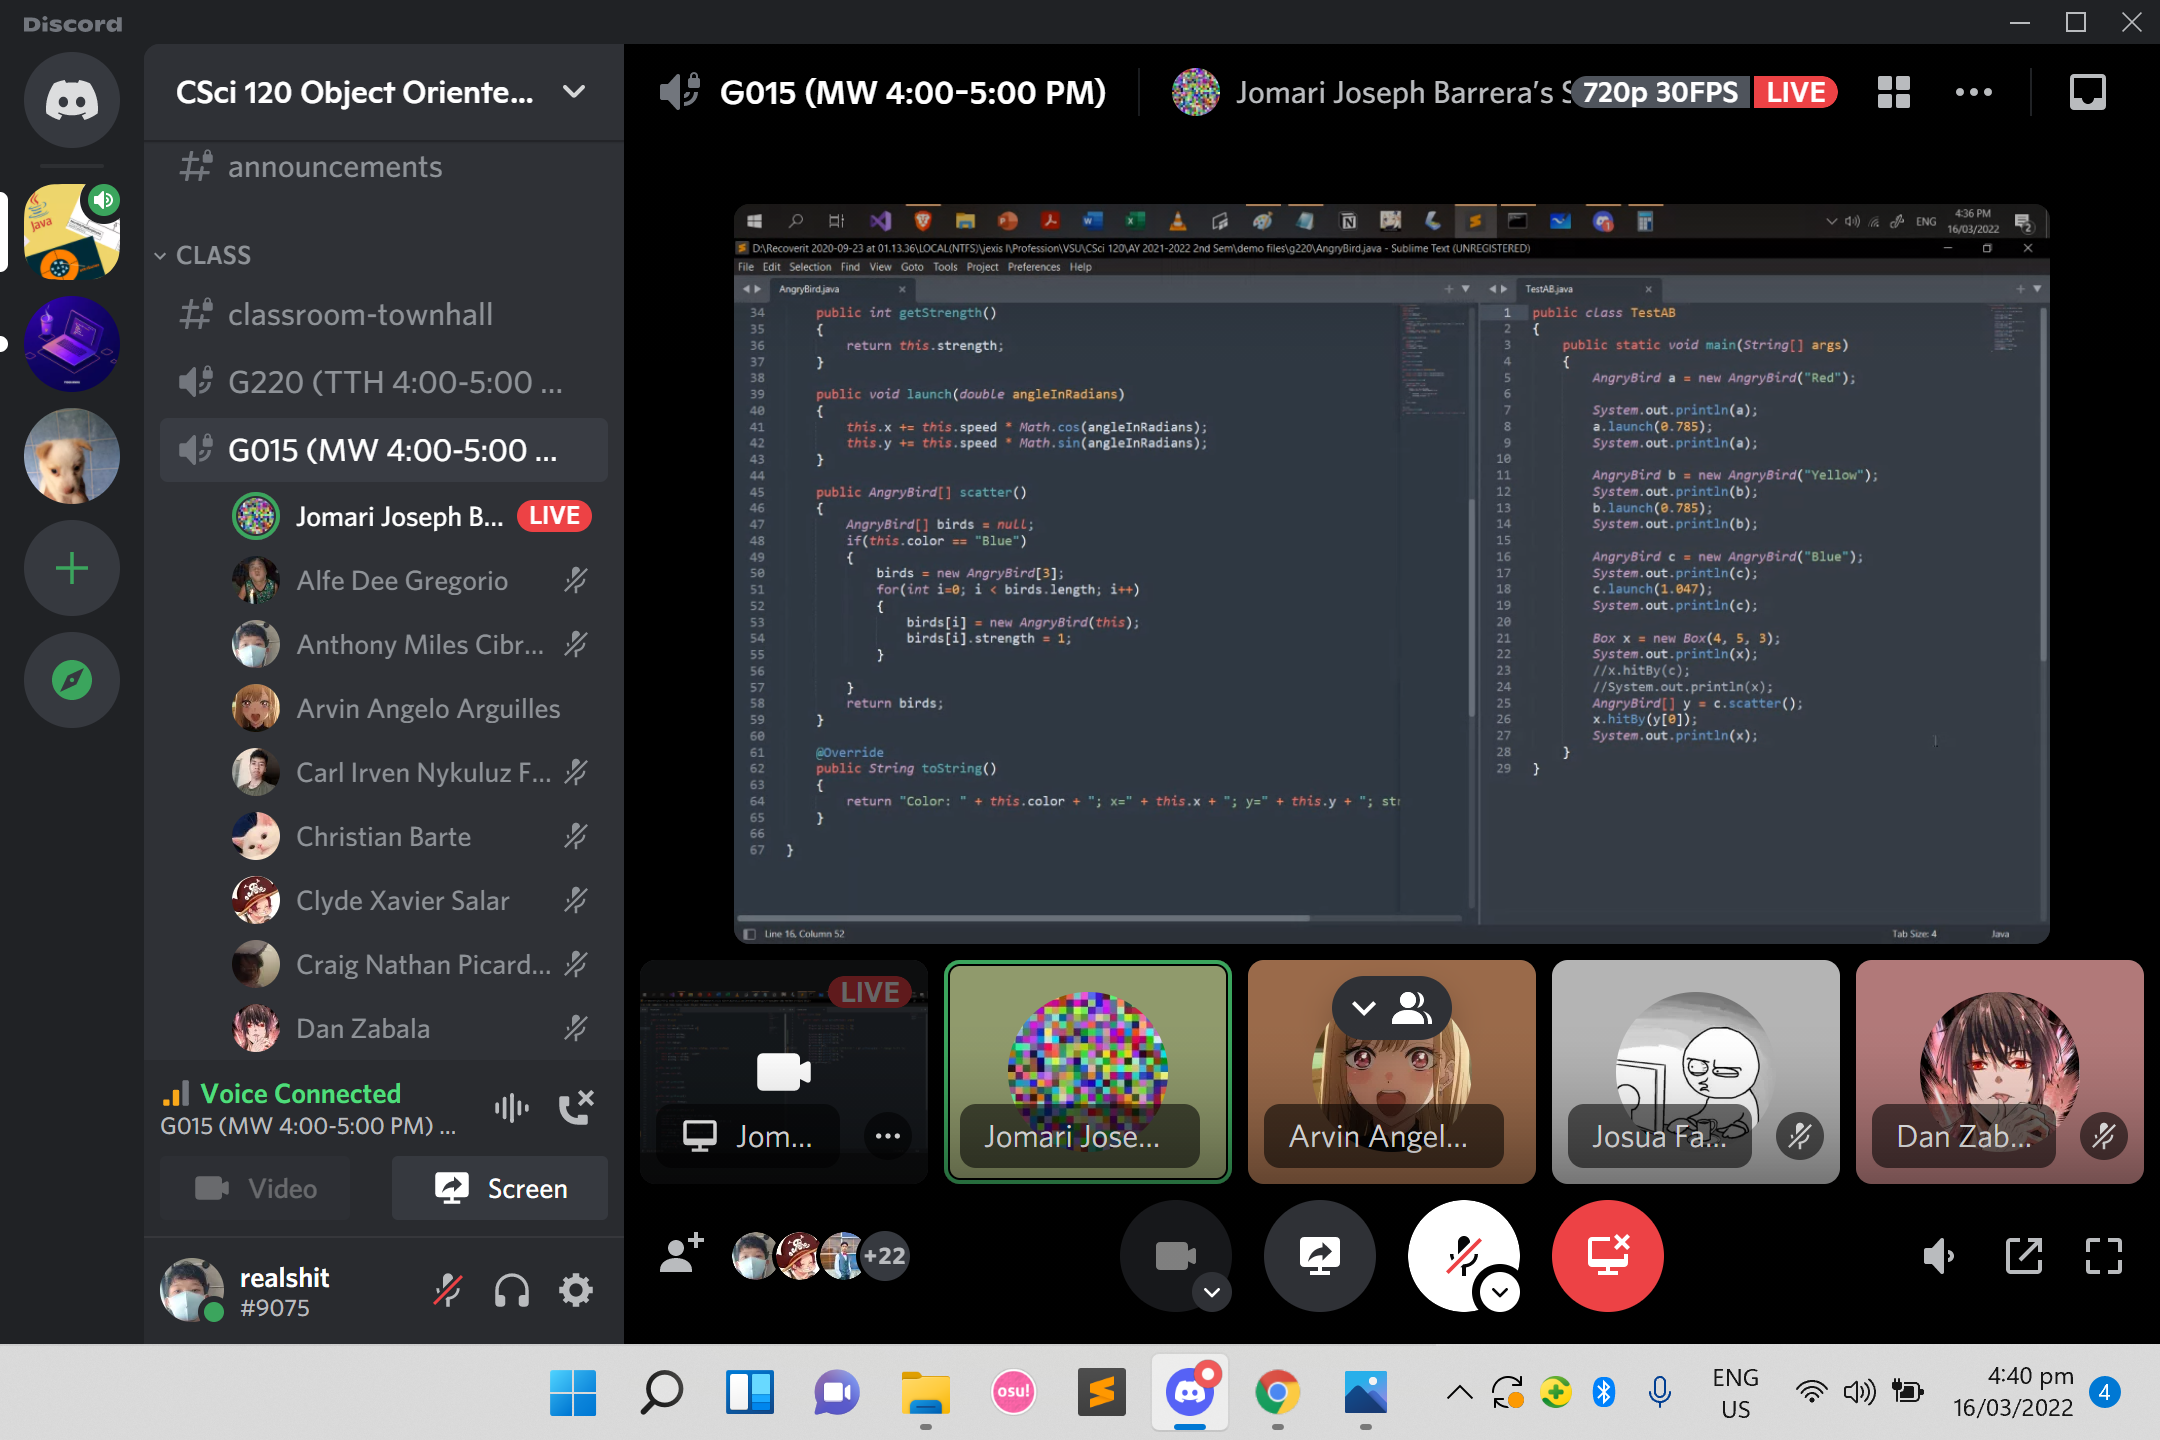 Discord
CSci 120 Object Oriente...
announcements
CLASS
classroom-townhall
G220 (TTH 4:00-5:00 ...
G015 (MW 4:00-5:00 ...
Jomari Joseph B... LIVE
Alfe Dee Gregorio
Anthony Miles Cibr...
Arvin Angelo Arguilles
Carl Irven Nykuluz F...
Christian Barte
Clyde Xavier Salar
Craig Nathan Picard...
Dan Zabala
Voice Connected
G015 (MW 4:00-5:00 PM) ...
Video
Screen
realshit
#9075
G015 (MW 4:00-5:00 PM)
Jomari Joseph Barrera's S
720p 30FPS LIVE
ENG
4:36 PM
16/03/2022
2
D:\Recoverit 2020-09-23 at 01.13.36\LOCAL(NTFS)\jexis I\Profession\VSU\CSci 120\AY 2021-2022 2nd Sem\demo files\g220\AngryBird.java - Sublime Text (UNREGISTERED)
File Edit Selection Find View Goto Tools Project Preferences Help
AngryBird.java
34 public int getStrength()
35 {
36 return this.strength;
37 }
38
39 public void launch(double angleInRadians)
40 {
41 this.x += this.speed * Math.cos(angleInRadians);
42 this.y += this.speed * Math.sin(angleInRadians);
43 }
44
45 public AngryBird[] scatter()
46 {
47 AngryBird[] birds = null;
48 if(this.color == "Blue")
49 {
50 birds = new AngryBird[3];
51 for(int i=0; i < birds.length; i++)
52 {
53 birds[i] = new AngryBird(this);
54 birds[i].strength = 1;
55 }
56
57 }
58 return birds;
59 }
60
61 @Override
62 public String toString()
63 {
64 return "Color: " + this.color + "; x=" + this.x + "; y=" + this.y + "; str
65 }
66
67 }
TestAB.java
1 public class TestAB
2 {
3 public static void main(String[] args)
4 {
5 AngryBird a = new AngryBird("Red");
6
7 System.out.println(a);
8 a.launch(0.785);
9 System.out.println(a);
10
11 AngryBird b = new AngryBird("Yellow");
12 System.out.println(b);
13 b.launch(0.785);
14 System.out.println(b);
15
16 AngryBird c = new AngryBird("Blue");
17 System.out.println(c);
18 c.launch(1.047);
19 System.out.println(c);
20
21 Box x = new Box(4, 5, 3);
22 System.out.println(x);
23 //x.hitBy(c);
24 //System.out.println(x);
25 AngryBird[] y = c.scatter();
26 x.hitBy(y[0]);
27 System.out.println(x);
28 }
29 }
Line 16, Column 52
Tab Size: 4
Java
LIVE
Jom...
Jomari Jose...
Arvin Angel...
Josua Fa...
Dan Zab...
+22
osu!
ENG
US
4:40 pm
16/03/2022
4